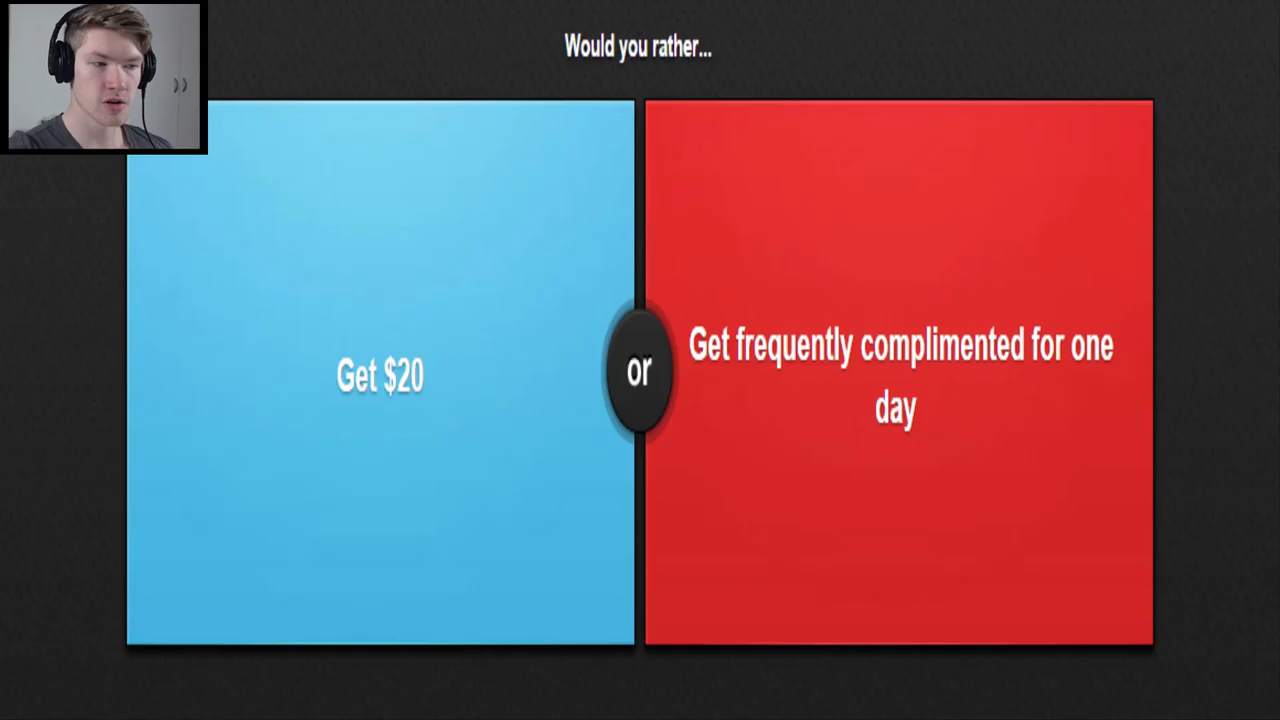 Would you rather...
Get $20
or
Get frequently complimented for one
day